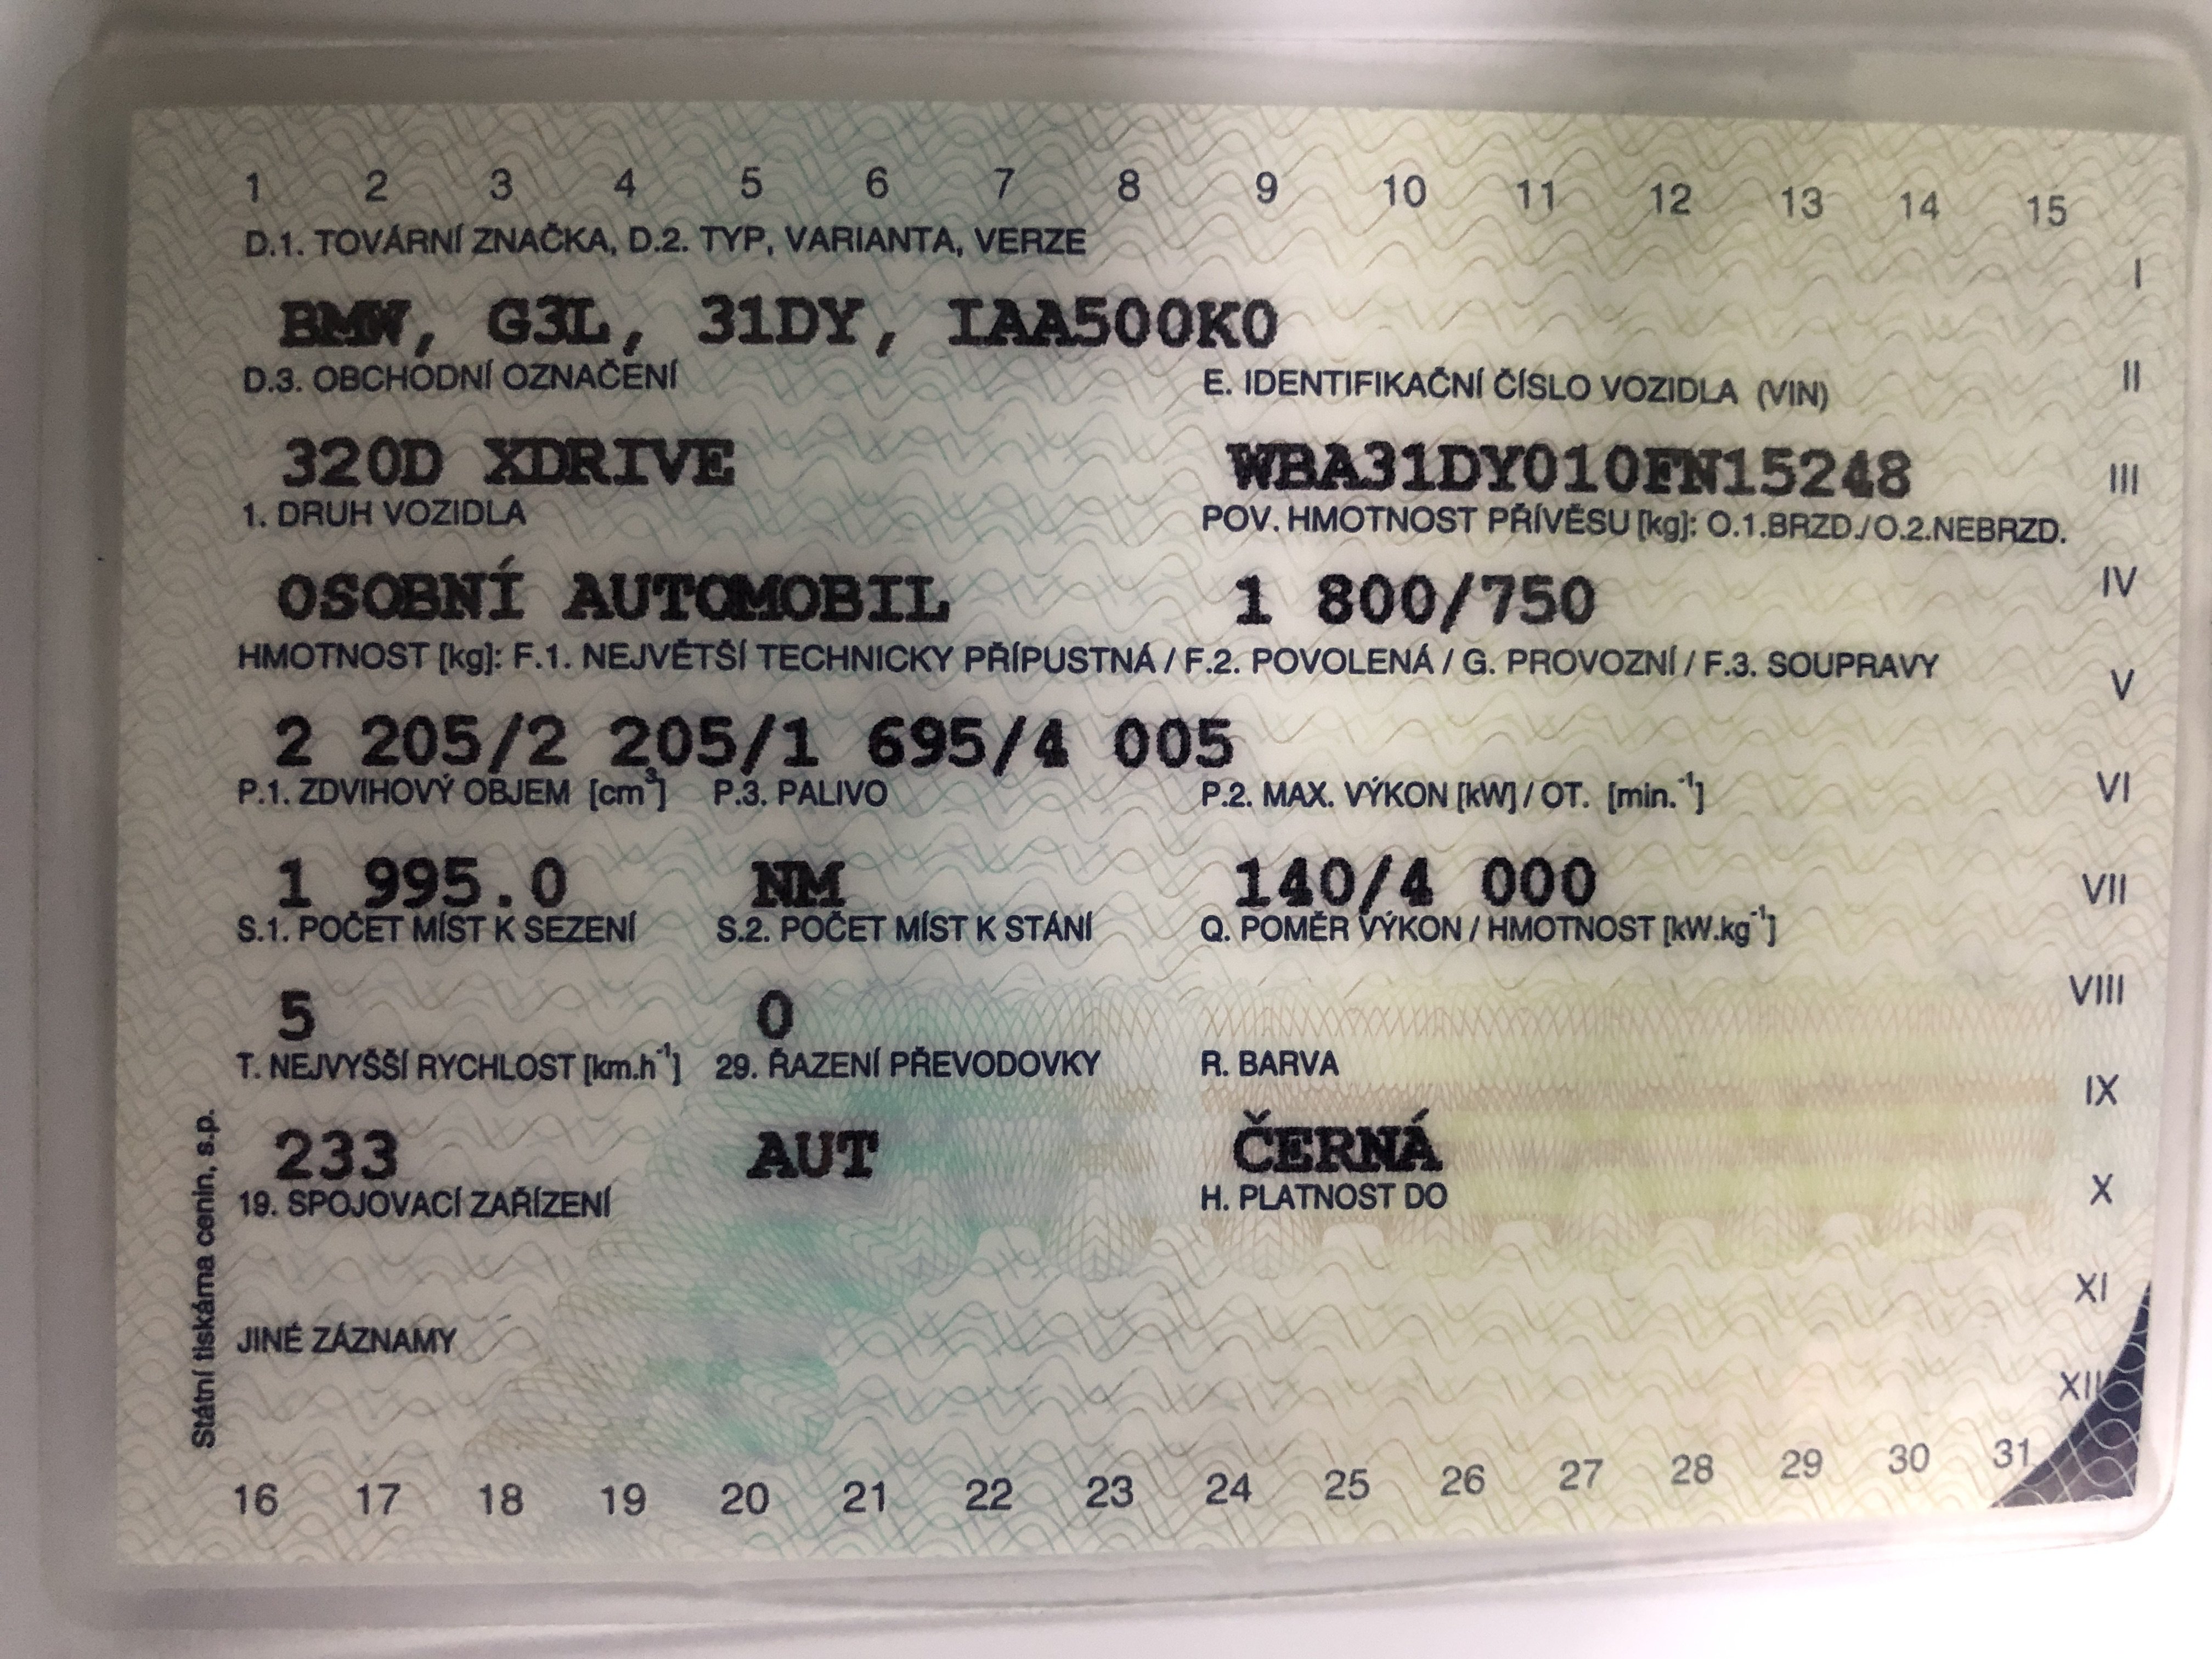 1 2 3 4 5 6 7 8 9 10 11 12 13 14 15
D.1. TOVÁRNÍ ZNAČKA, D.2. TYP, VARIANTA, VERZE
I
BMW, G3L, 31DY, IAA500K0
D.3. OBCHODNÍ OZNAČENÍ E. IDENTIFIKAČNÍ ČÍSLO VOZIDLA (VIN)
II
320D XDRIVE WBA31DY010FN15248
III
1. DRUH VOZIDLA POV. HMOTNOST PŘÍVĚSU [kg]: O.1.BRZD./O.2.NEBRZD.
OSOBNÍ AUTOMOBIL 1 800/750
IV
HMOTNOST [kg]: F.1. NEJVĚTŠÍ TECHNICKY PŘÍPUSTNÁ / F.2. POVOLENÁ / G. PROVOZNÍ / F.3. SOUPRAVY
V
2 205/2 205/1 695/4 005
P.1. ZDVIHOVÝ OBJEM [cm³] P.3. PALIVO P.2. MAX. VÝKON [kW] / OT. [min.⁻¹]
VI
1 995.0 NM 140/4 000
VII
S.1. POČET MÍST K SEZENÍ S.2. POČET MÍST K STÁNÍ Q. POMĚR VÝKON / HMOTNOST [kW.kg⁻¹]
VIII
5 0
T. NEJVYŠŠÍ RYCHLOST [km.h⁻¹] 29. ŘAZENÍ PŘEVODOVKY R. BARVA
IX
233 AUT ČERNÁ
19. SPOJOVACÍ ZAŘÍZENÍ H. PLATNOST DO
X
XI
JINÉ ZÁZNAMY
XII
Státní tiskárna cenin, s.p.
16 17 18 19 20 21 22 23 24 25 26 27 28 29 30 31